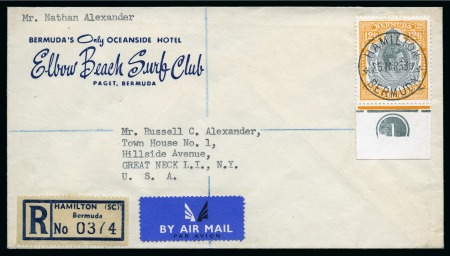 Mr. Nathan Alexander
BERMUDA'S Only OCEANSIDE HOTEL
Elbow Beach Surf Club
PAGET, BERMUDA
HAMILTON
BERMUDA
1
Mr. Russell C. Alexander,
Town House No. 1,
Hillside Avenue,
GREAT NECK L.I., N.Y.
U. S. A.
R HAMILTON (SC)
Bermuda
No 0374
BY AIR MAIL
PAR AVION